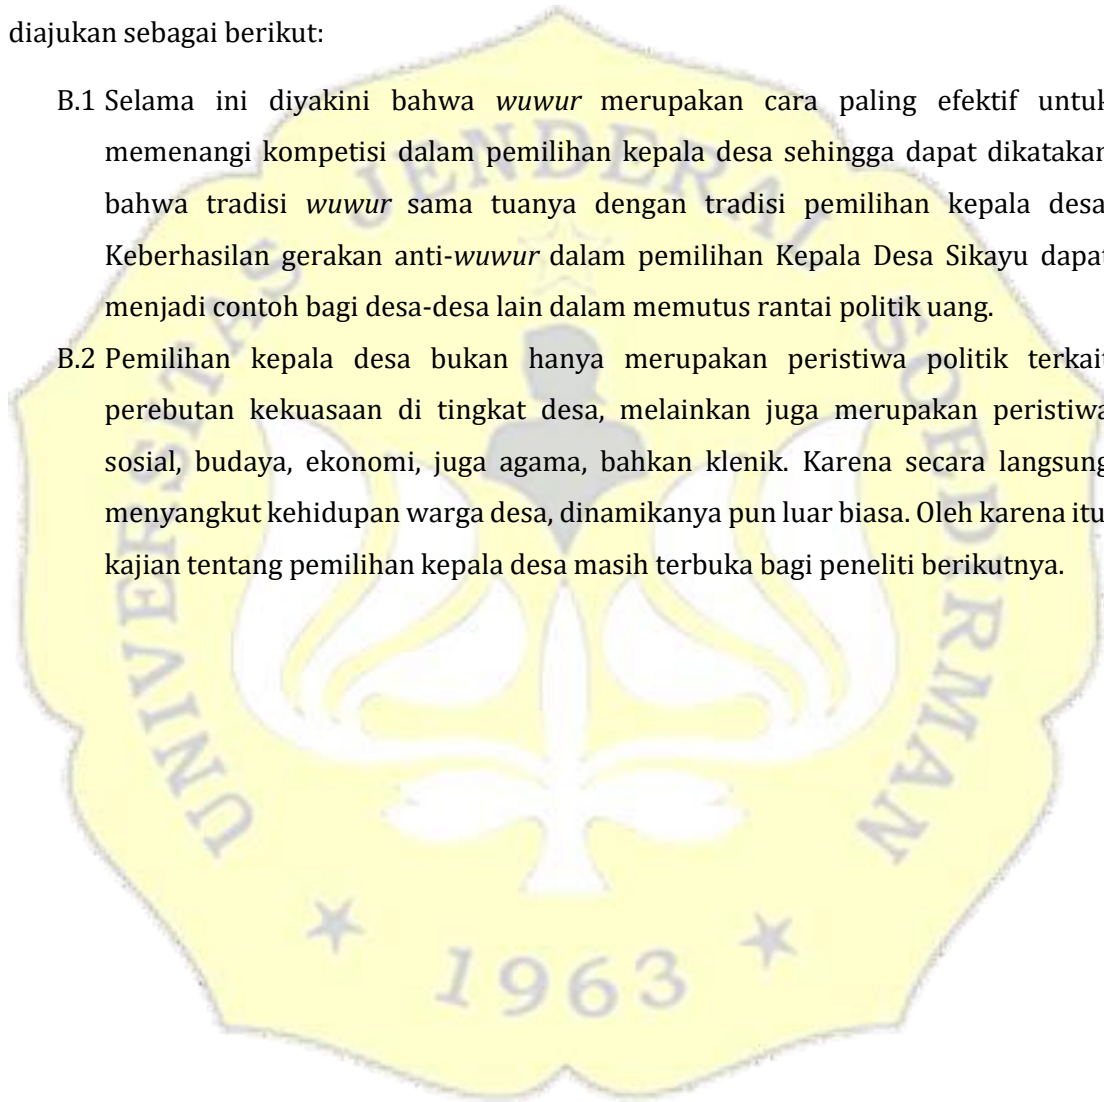 diajukan sebagai berikut:
B.1 Selama ini diyakini bahwa wuwur merupakan cara paling efektif untuk
memenangi kompetisi dalam pemilihan kepala desa sehingga dapat dikatakan
bahwa tradisi wuwur sama tuanya dengan tradisi pemilihan kepala desa
Keberhasilan gerakan anti-wuwur dalam pemilihan Kepala Desa Sikayu dapat
menjadi contoh bagi desa-desa lain dalam memutus rantai politik uang.
B.2 Pemilihan kepala desa bukan hanya merupakan peristiwa politik terkait
perebutan kekuasaan di tingkat desa, melainkan juga merupakan peristiwa
sosial, budaya, ekonomi, juga agama, bahkan klenik. Karena secara langsung
menyangkut kehidupan warga desa, dinamikanya pun luar biasa. Oleh karena itu
kajian tentang pemilihan kepala desa masih terbuka bagi peneliti berikutnya.
UNIVERSITAS JENDERAL SOEDIRMAN
1963